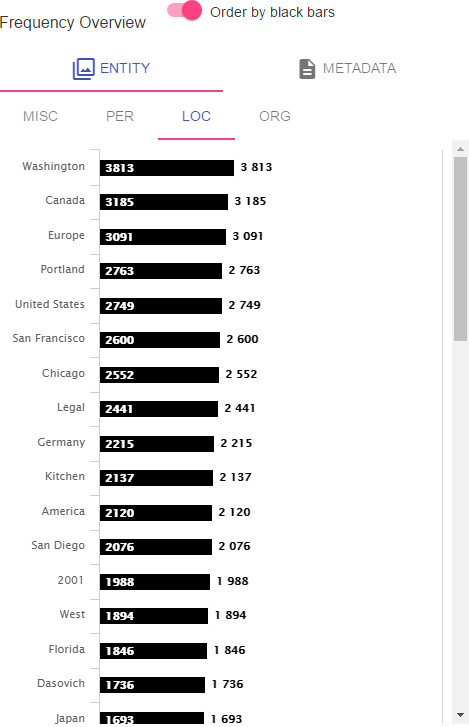 Order by black bars
Frequency Overview
ENTITY METADATA
MISC PER LOC ORG
Washington 3813 3 813
Canada 3185 3 185
Europe 3091 3 091
Portland 2763 2 763
United States 2749 2 749
San Francisco 2600 2 600
Chicago 2552 2 552
Legal 2441 2 441
Germany 2215 2 215
Kitchen 2137 2 137
America 2120 2 120
San Diego 2076 2 076
2001 1988 1 988
West 1894 1 894
Florida 1846 1 846
Dasovich 1736 1 736
Japan 1693 1 693